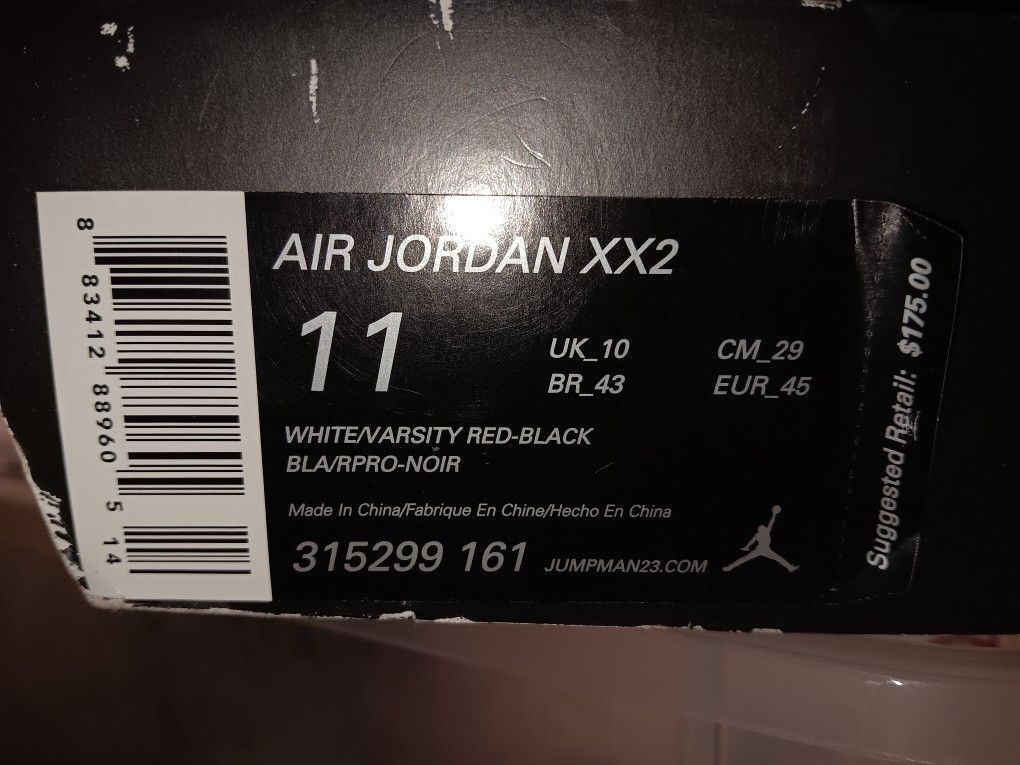 AIR JORDAN XX2
11
UK_10 CM_29
BR_43 EUR_45
WHITE/VARSITY RED-BLACK
BLA/RPRO-NOIR
Made In China/Fabrique En Chine/Hecho En China
315299 161 JUMPMAN23.COM
8 83412 88960 5 14
Suggested Retail: $175.00